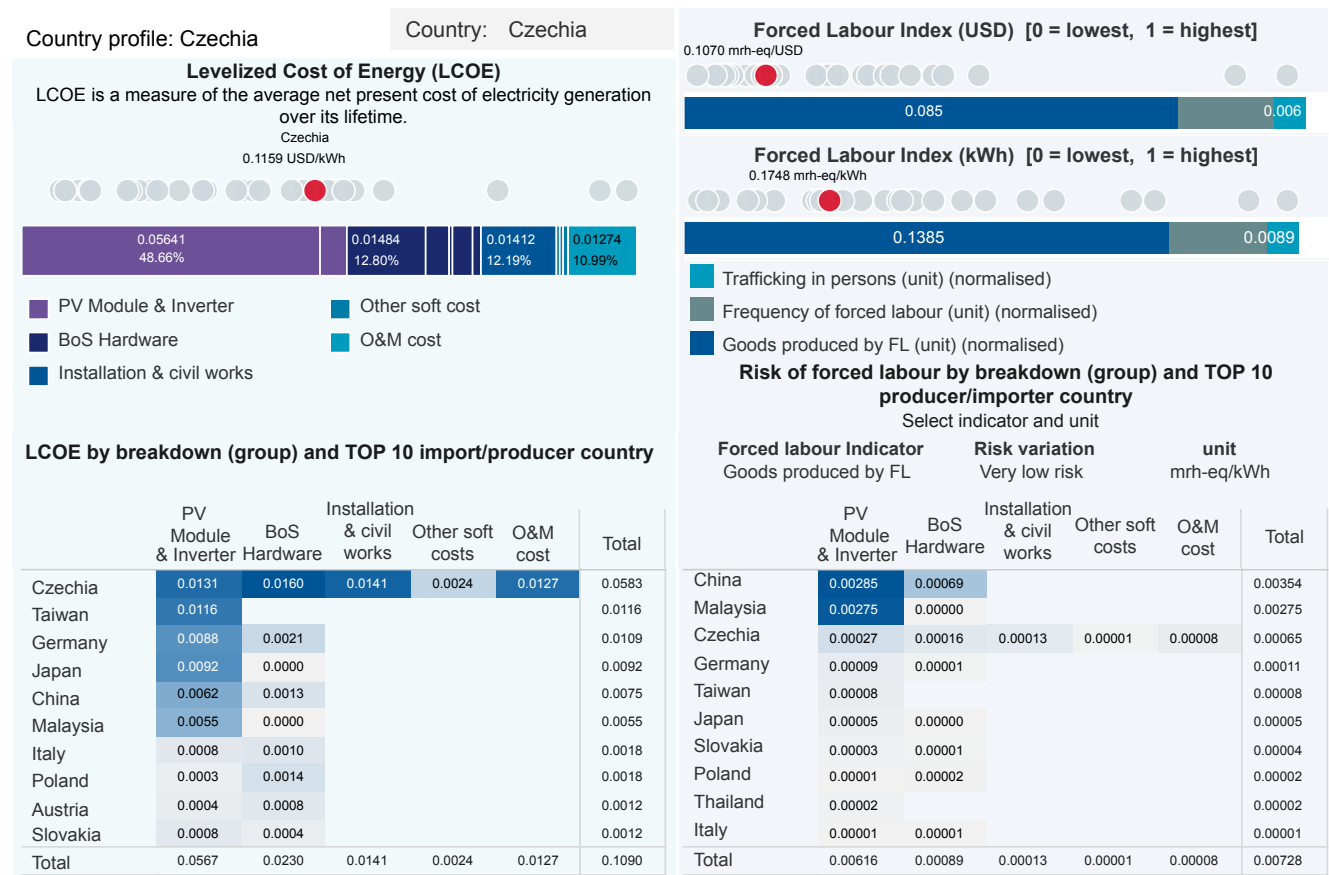 Country profile: Czechia
Country: Czechia
Levelized Cost of Energy (LCOE)
LCOE is a measure of the average net present cost of electricity generation
over its lifetime.
Czechia
0.1159 USD/kWh
0.05641 0.01484 0.01412 0.01274
48.66% 12.80% 12.19% 10.99%
PV Module & Inverter
Other soft cost
BoS Hardware
O&M cost
Installation & civil works
LCOE by breakdown (group) and TOP 10 import/producer country
PV
Module
& Inverter
BoS
Hardware
Installation
& civil
works
Other soft
costs
O&M
cost
Total
Czechia 0.0131 0.0160 0.0141 0.0024 0.0127 0.0583
Taiwan 0.0116 0.0116
Germany 0.0088 0.0021 0.0109
Japan 0.0092 0.0000 0.0092
China 0.0062 0.0013 0.0075
Malaysia 0.0055 0.0000 0.0055
Italy 0.0008 0.0010 0.0018
Poland 0.0003 0.0014 0.0018
Austria 0.0004 0.0008 0.0012
Slovakia 0.0008 0.0004 0.0012
Total 0.0567 0.0230 0.0141 0.0024 0.0127 0.1090
Forced Labour Index (USD) [0 = lowest, 1 = highest]
0.1070 mrh-eq/USD
0.085 0.006
Forced Labour Index (kWh) [0 = lowest, 1 = highest]
0.1748 mrh-eq/kWh
0.1385 0.0089
Trafficking in persons (unit) (normalised)
Frequency of forced labour (unit) (normalised)
Goods produced by FL (unit) (normalised)
Risk of forced labour by breakdown (group) and TOP 10
producer/importer country
Select indicator and unit
Forced labour Indicator Risk variation unit
Goods produced by FL Very low risk mrh-eq/kWh
PV
Module
& Inverter
BoS
Hardware
Installation
& civil
works
Other soft
costs
O&M
cost
Total
China 0.00285 0.00069 0.00354
Malaysia 0.00275 0.00000 0.00275
Czechia 0.00027 0.00016 0.00013 0.00001 0.00008 0.00065
Germany 0.00009 0.00001 0.00011
Taiwan 0.00008 0.00008
Japan 0.00005 0.00000 0.00005
Slovakia 0.00003 0.00001 0.00004
Poland 0.00001 0.00002 0.00002
Thailand 0.00002 0.00002
Italy 0.00001 0.00001 0.00001
Total 0.00616 0.00089 0.00013 0.00001 0.00008 0.00728